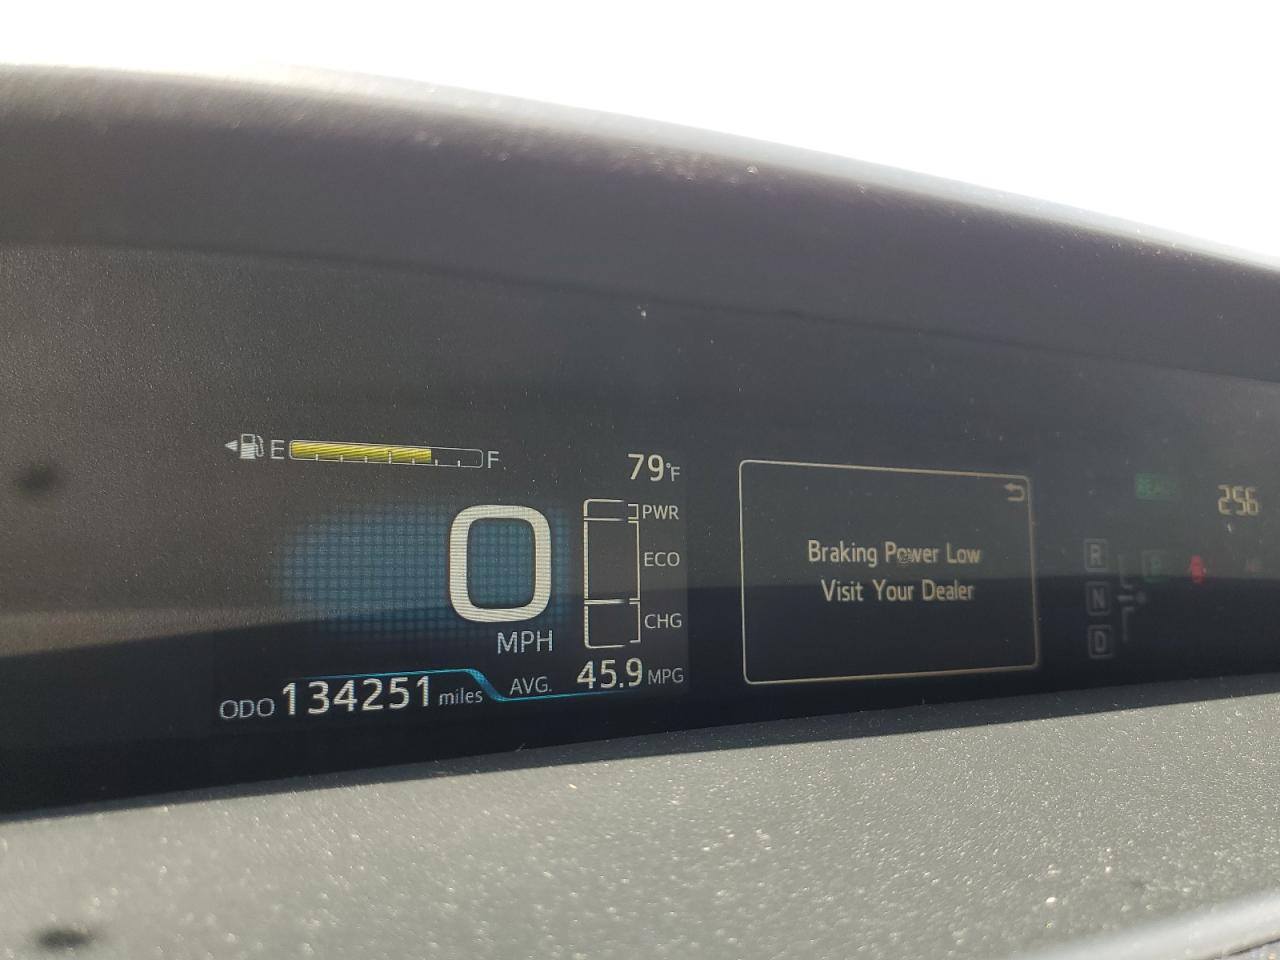 E F
79°F
PWR
ECO
CHG
0
MPH
ODO 134251 miles
AVG. 45.9 MPG
Braking Power Low
Visit Your Dealer
R
N
D
256